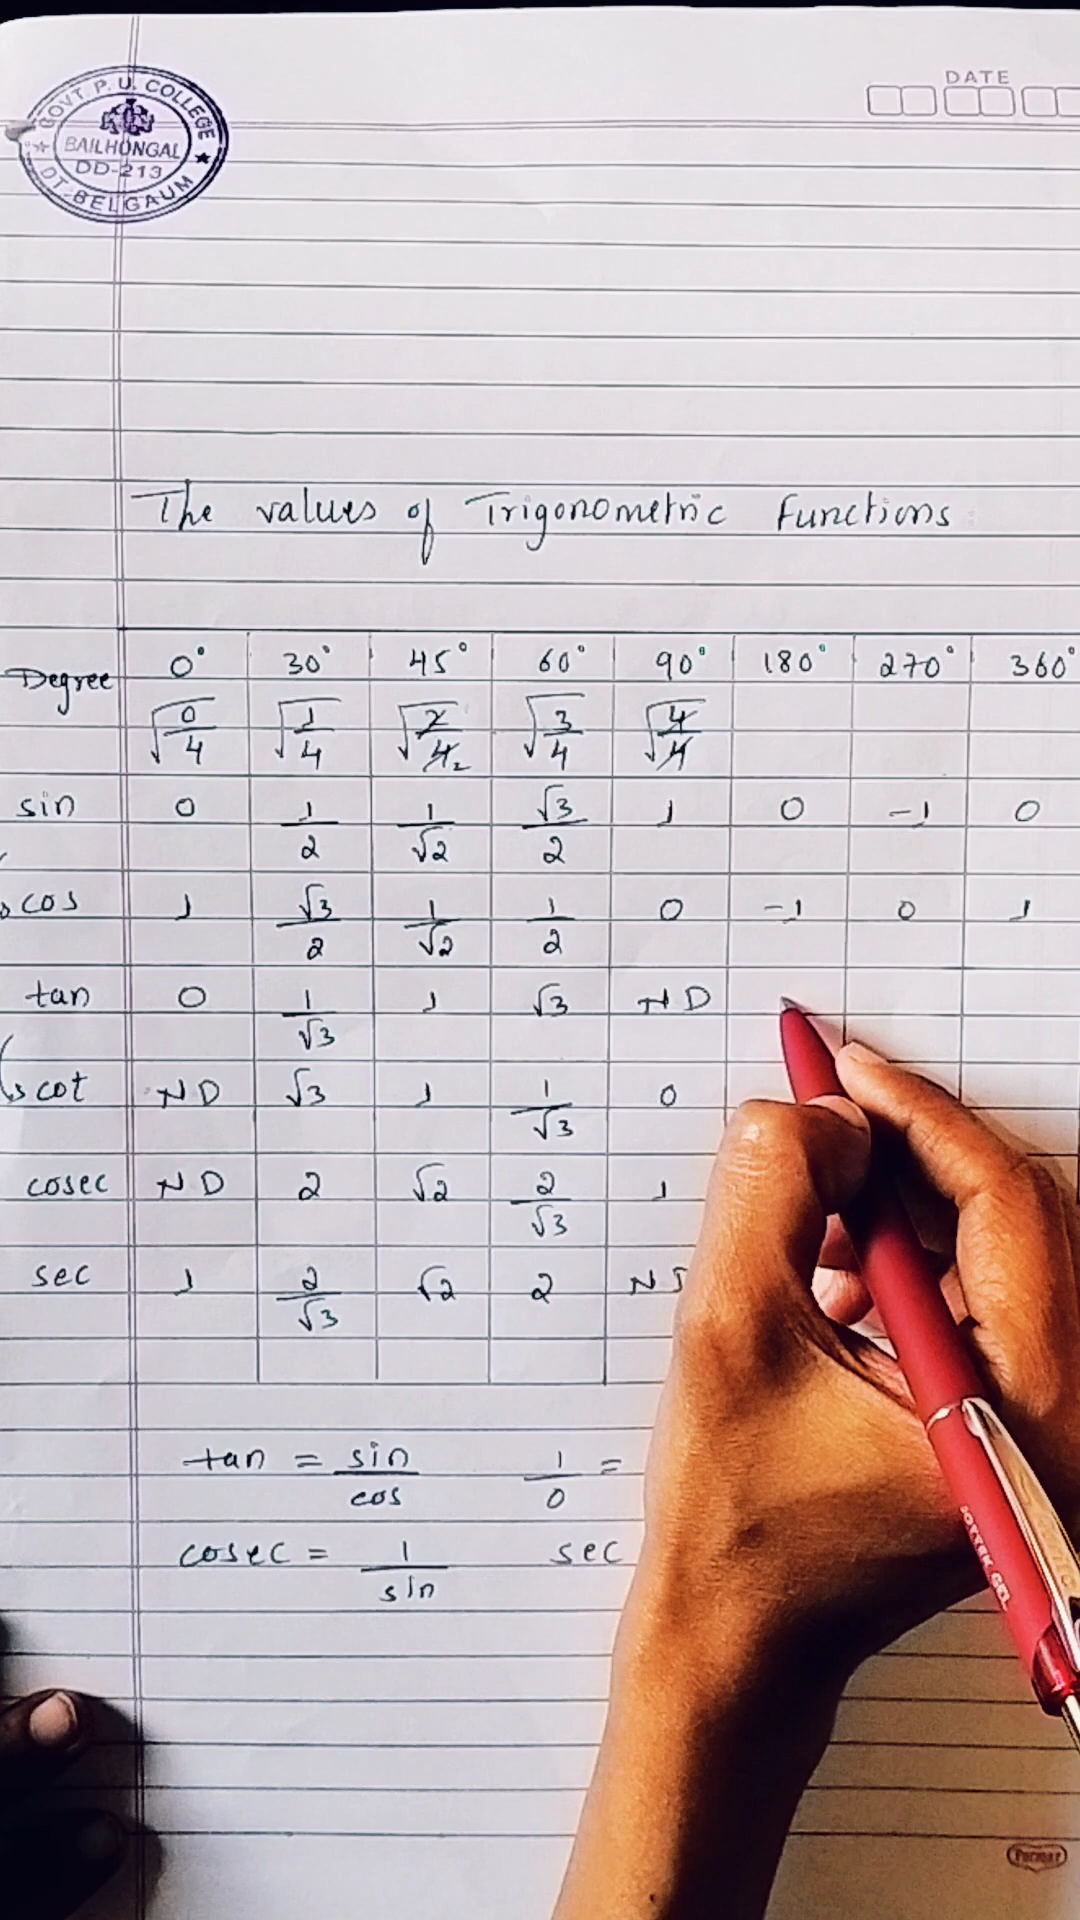 GOVT. P. U. COLLEGE
BAILHONGAL
DD-213
DT-BELGAUM
DATE
The values of Trigonometric Functions
Degree 0° 30° 45° 60° 90° 180° 270° 360°
√(0/4) √(1/4) √(2/4) 2 √(3/4) √(4/4)
sin 0 1/2 1/√2 √3/2 1 0 -1 0
cos 1 √3/2 1/√2 1/2 0 -1 0 1
tan 0 1/√3 1 √3 ND
cot ND √3 1 1/√3 0
cosec ND 2 √2 2/√3 1
sec 1 2/√3 √2 2 N
tan = sin/cos 1/0 =
cosec = 1/sin sec
GEL